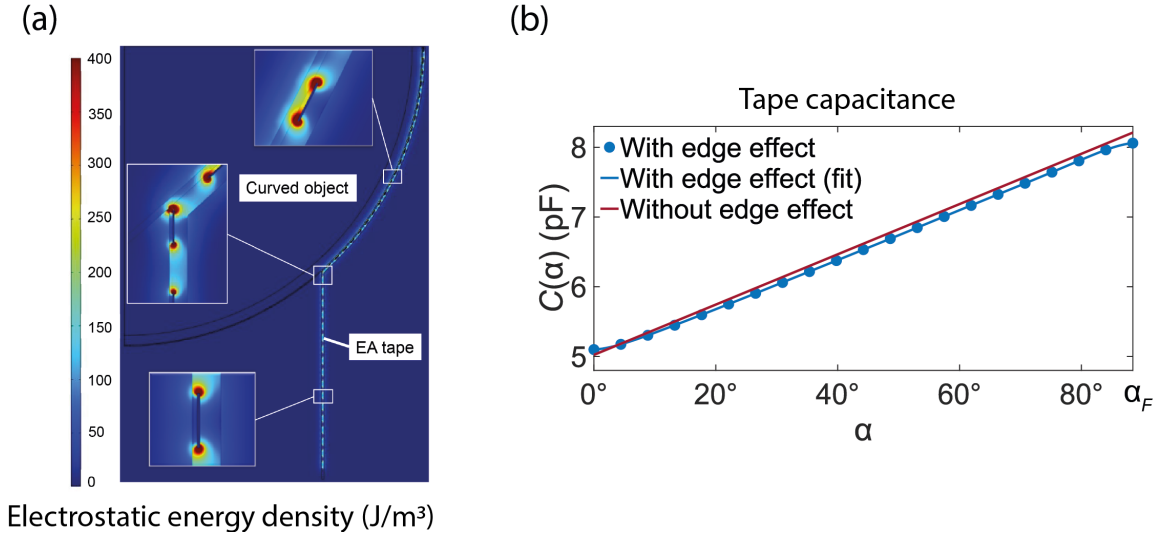 (a)
400
350
300
250
200
150
100
50
0
Curved object
EA tape
Electrostatic energy density (J/m³)
(b)
Tape capacitance
With edge effect
With edge effect (fit)
Without edge effect
C(α) (pF)
8
7
6
5
0° 20° 40° 60° 80° αF
α